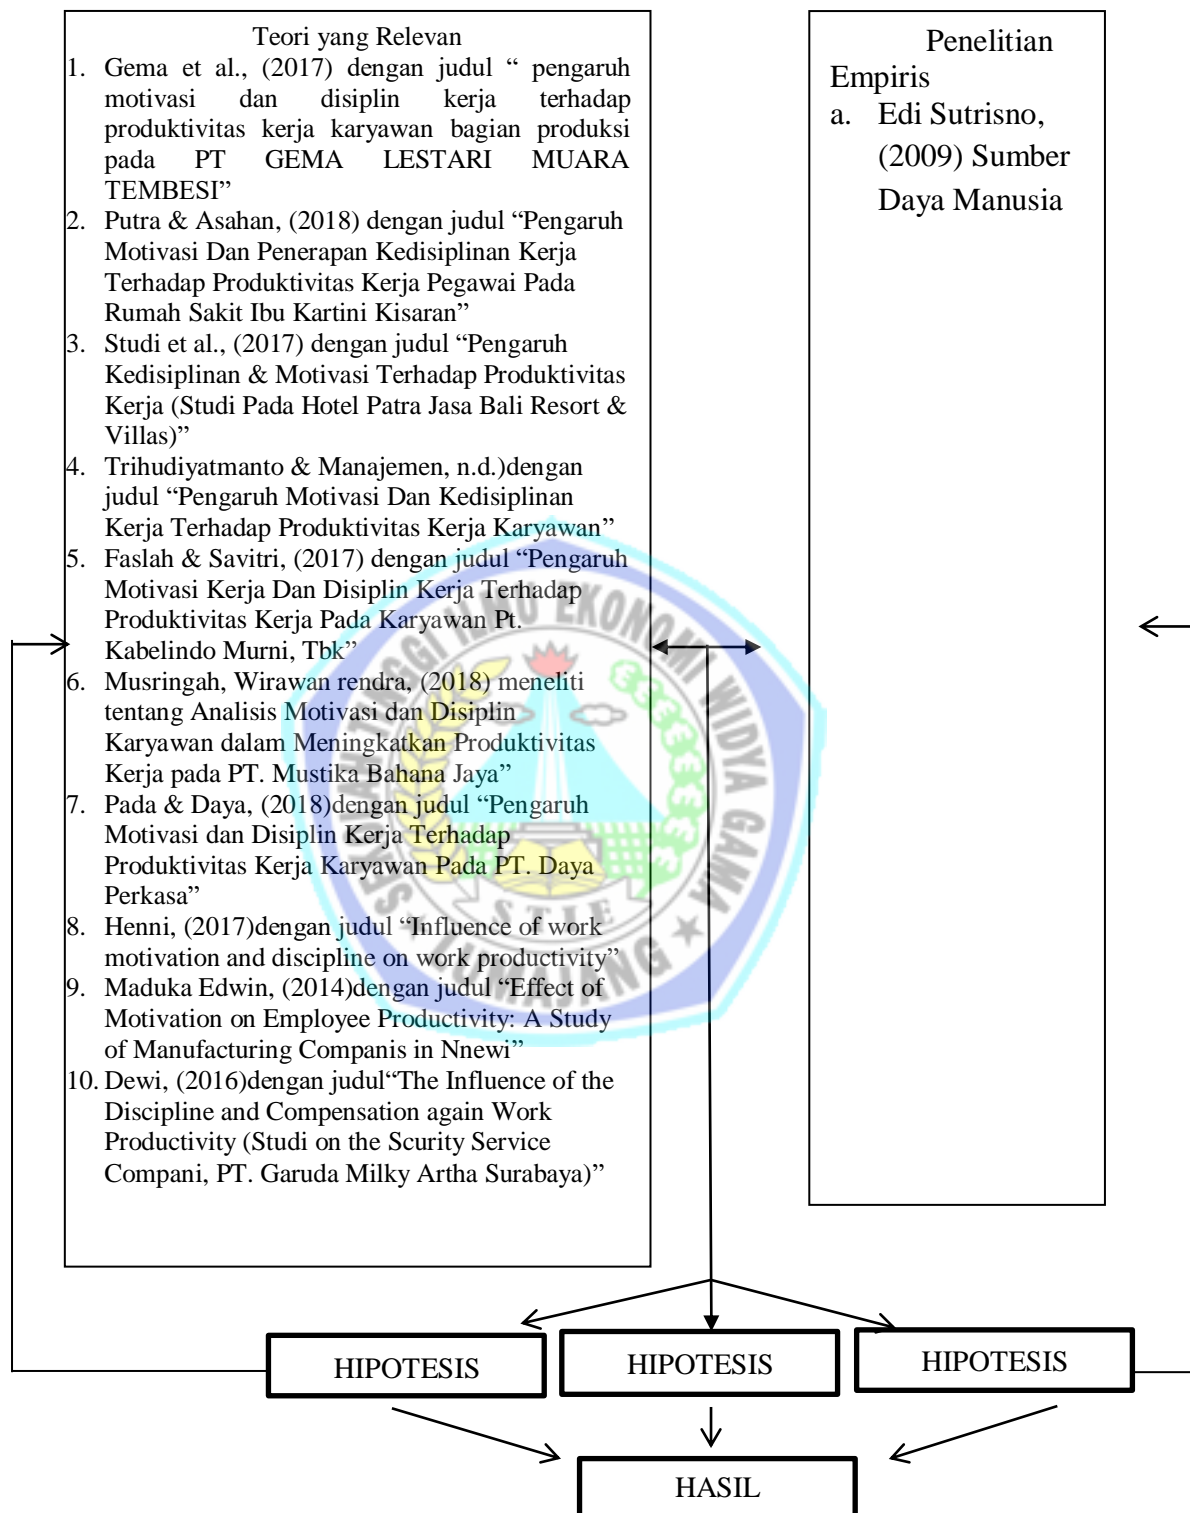 Teori yang Relevan
1. Gema et al., (2017) dengan judul “ pengaruh
motivasi dan disiplin kerja terhadap
produktivitas kerja karyawan bagian produksi
pada PT GEMA LESTARI MUARA
TEMBESI”
2. Putra & Asahan, (2018) dengan judul “Pengaruh
Motivasi Dan Penerapan Kedisiplinan Kerja
Terhadap Produktivitas Kerja Pegawai Pada
Rumah Sakit Ibu Kartini Kisaran”
3. Studi et al., (2017) dengan judul “Pengaruh
Kedisiplinan & Motivasi Terhadap Produktivitas
Kerja (Studi Pada Hotel Patra Jasa Bali Resort &
Villas)”
4. Trihudiyatmanto & Manajemen, n.d.)dengan
judul “Pengaruh Motivasi Dan Kedisiplinan
Kerja Terhadap Produktivitas Kerja Karyawan”
5. Faslah & Savitri, (2017) dengan judul “Pengaruh
Motivasi Kerja Dan Disiplin Kerja Terhadap
Produktivitas Kerja Pada Karyawan Pt.
Kabelindo Murni, Tbk”
6. Musringah, Wirawan rendra, (2018) meneliti
tentang Analisis Motivasi dan Disiplin
Karyawan dalam Meningkatkan Produktivitas
Kerja pada PT. Mustika Bahana Jaya”
7. Pada & Daya, (2018)dengan judul “Pengaruh
Motivasi dan Disiplin Kerja Terhadap
Produktivitas Kerja Karyawan Pada PT. Daya
Perkasa”
8. Henni, (2017)dengan judul “Influence of work
motivation and discipline on work productivity”
9. Maduka Edwin, (2014)dengan judul “Effect of
Motivation on Employee Productivity: A Study
of Manufacturing Companis in Nnewi”
10. Dewi, (2016)dengan judul“The Influence of the
Discipline and Compensation again Work
Productivity (Studi on the Scurity Service
Compani, PT. Garuda Milky Artha Surabaya)”
Penelitian
Empiris
a. Edi Sutrisno,
(2009) Sumber
Daya Manusia
SEKOLAH TINGGI ILMU EKONOMI WIDYA GAMA
STIE
LUMAJANG
HIPOTESIS
HIPOTESIS
HIPOTESIS
HASIL